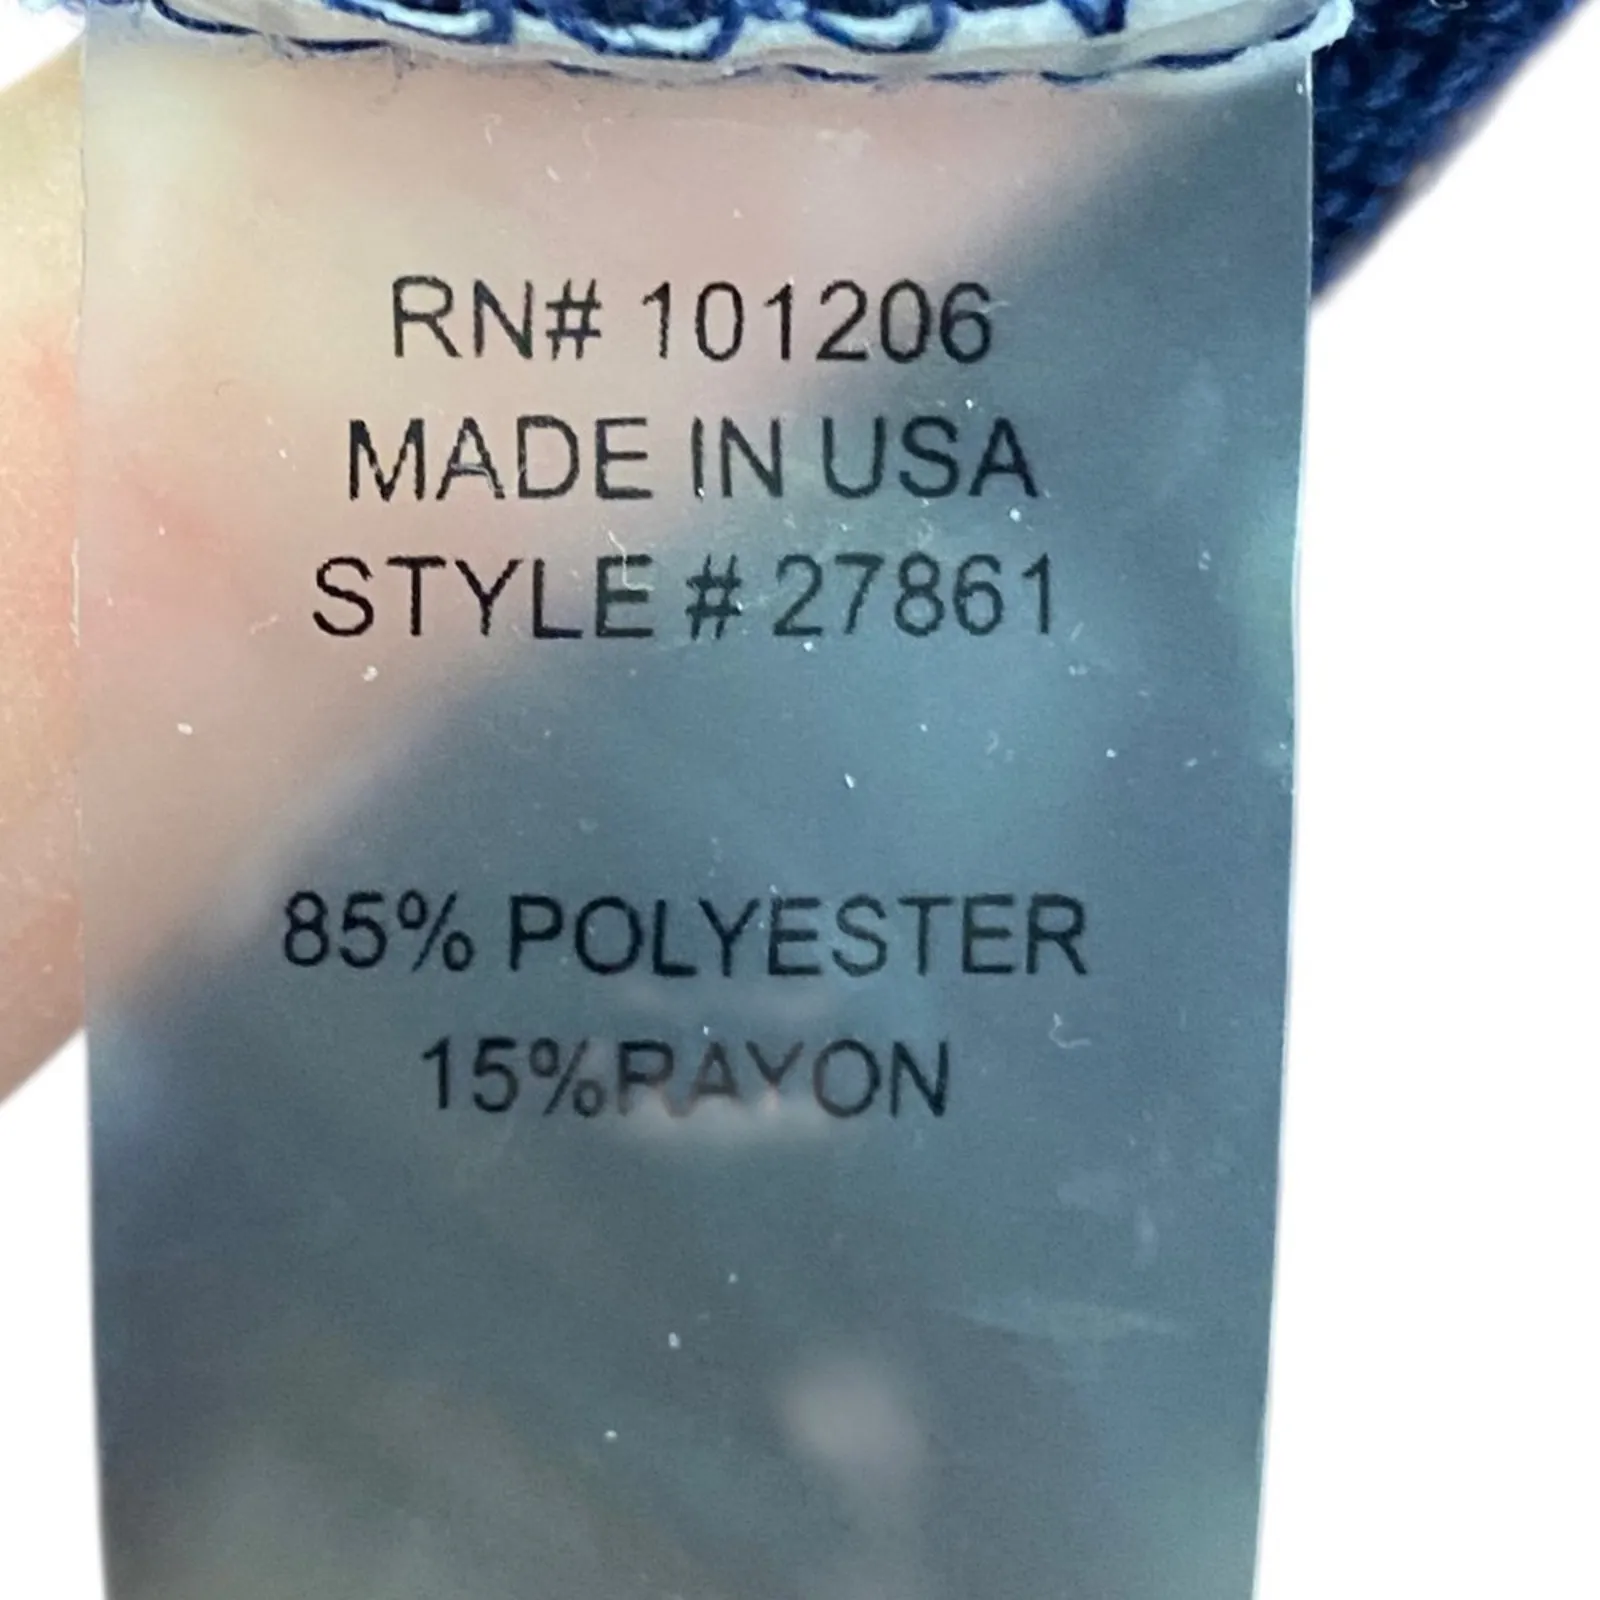 RN# 101206
MADE IN USA
STYLE # 27861
85% POLYESTER
15%RAYON